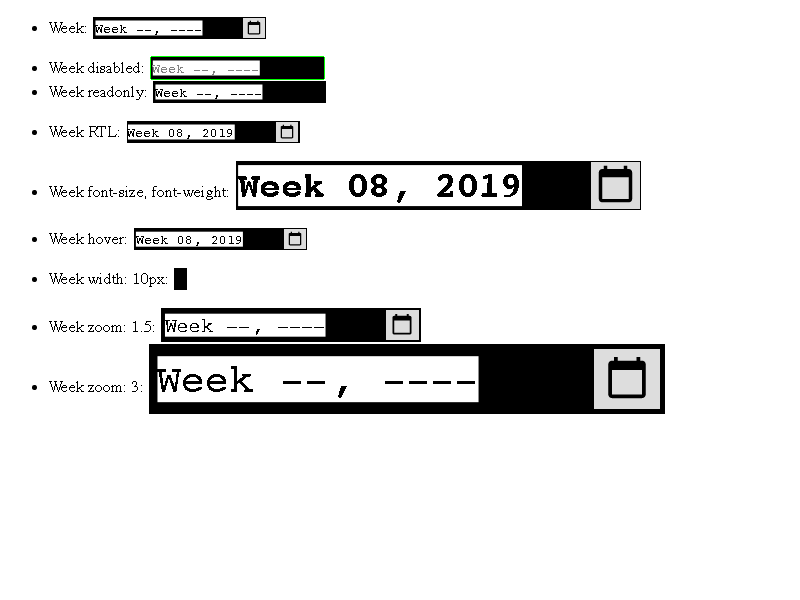 Week: Week --, ----
Week disabled: Week --, ----
Week readonly: Week --, ----
Week RTL: Week 08, 2019
Week font-size, font-weight: Week 08, 2019
Week hover: Week 08, 2019
Week width: 10px:
Week zoom: 1.5: Week --, ----
Week zoom: 3: Week --, ----